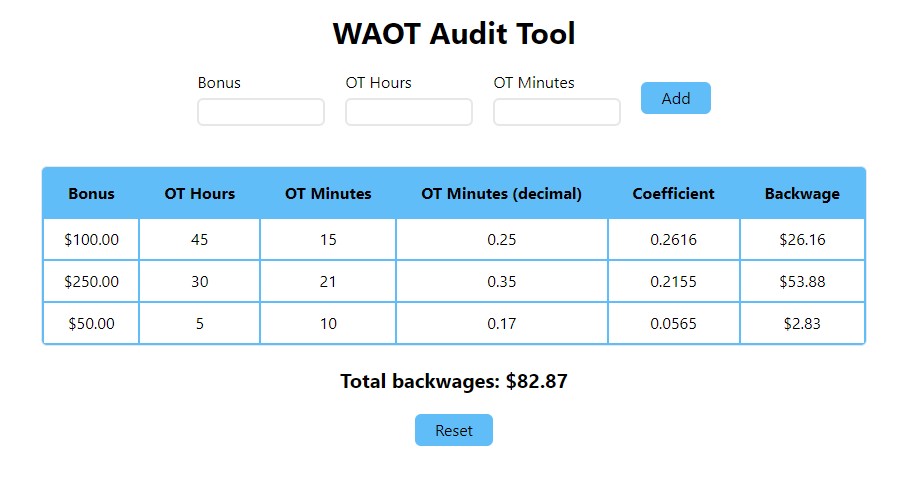 WAOT Audit Tool
Bonus OT Hours OT Minutes
Add
Bonus OT Hours OT Minutes OT Minutes (decimal) Coefficient Backwage
$100.00 45 15 0.25 0.2616 $26.16
$250.00 30 21 0.35 0.2155 $53.88
$50.00 5 10 0.17 0.0565 $2.83
Total backwages: $82.87
Reset